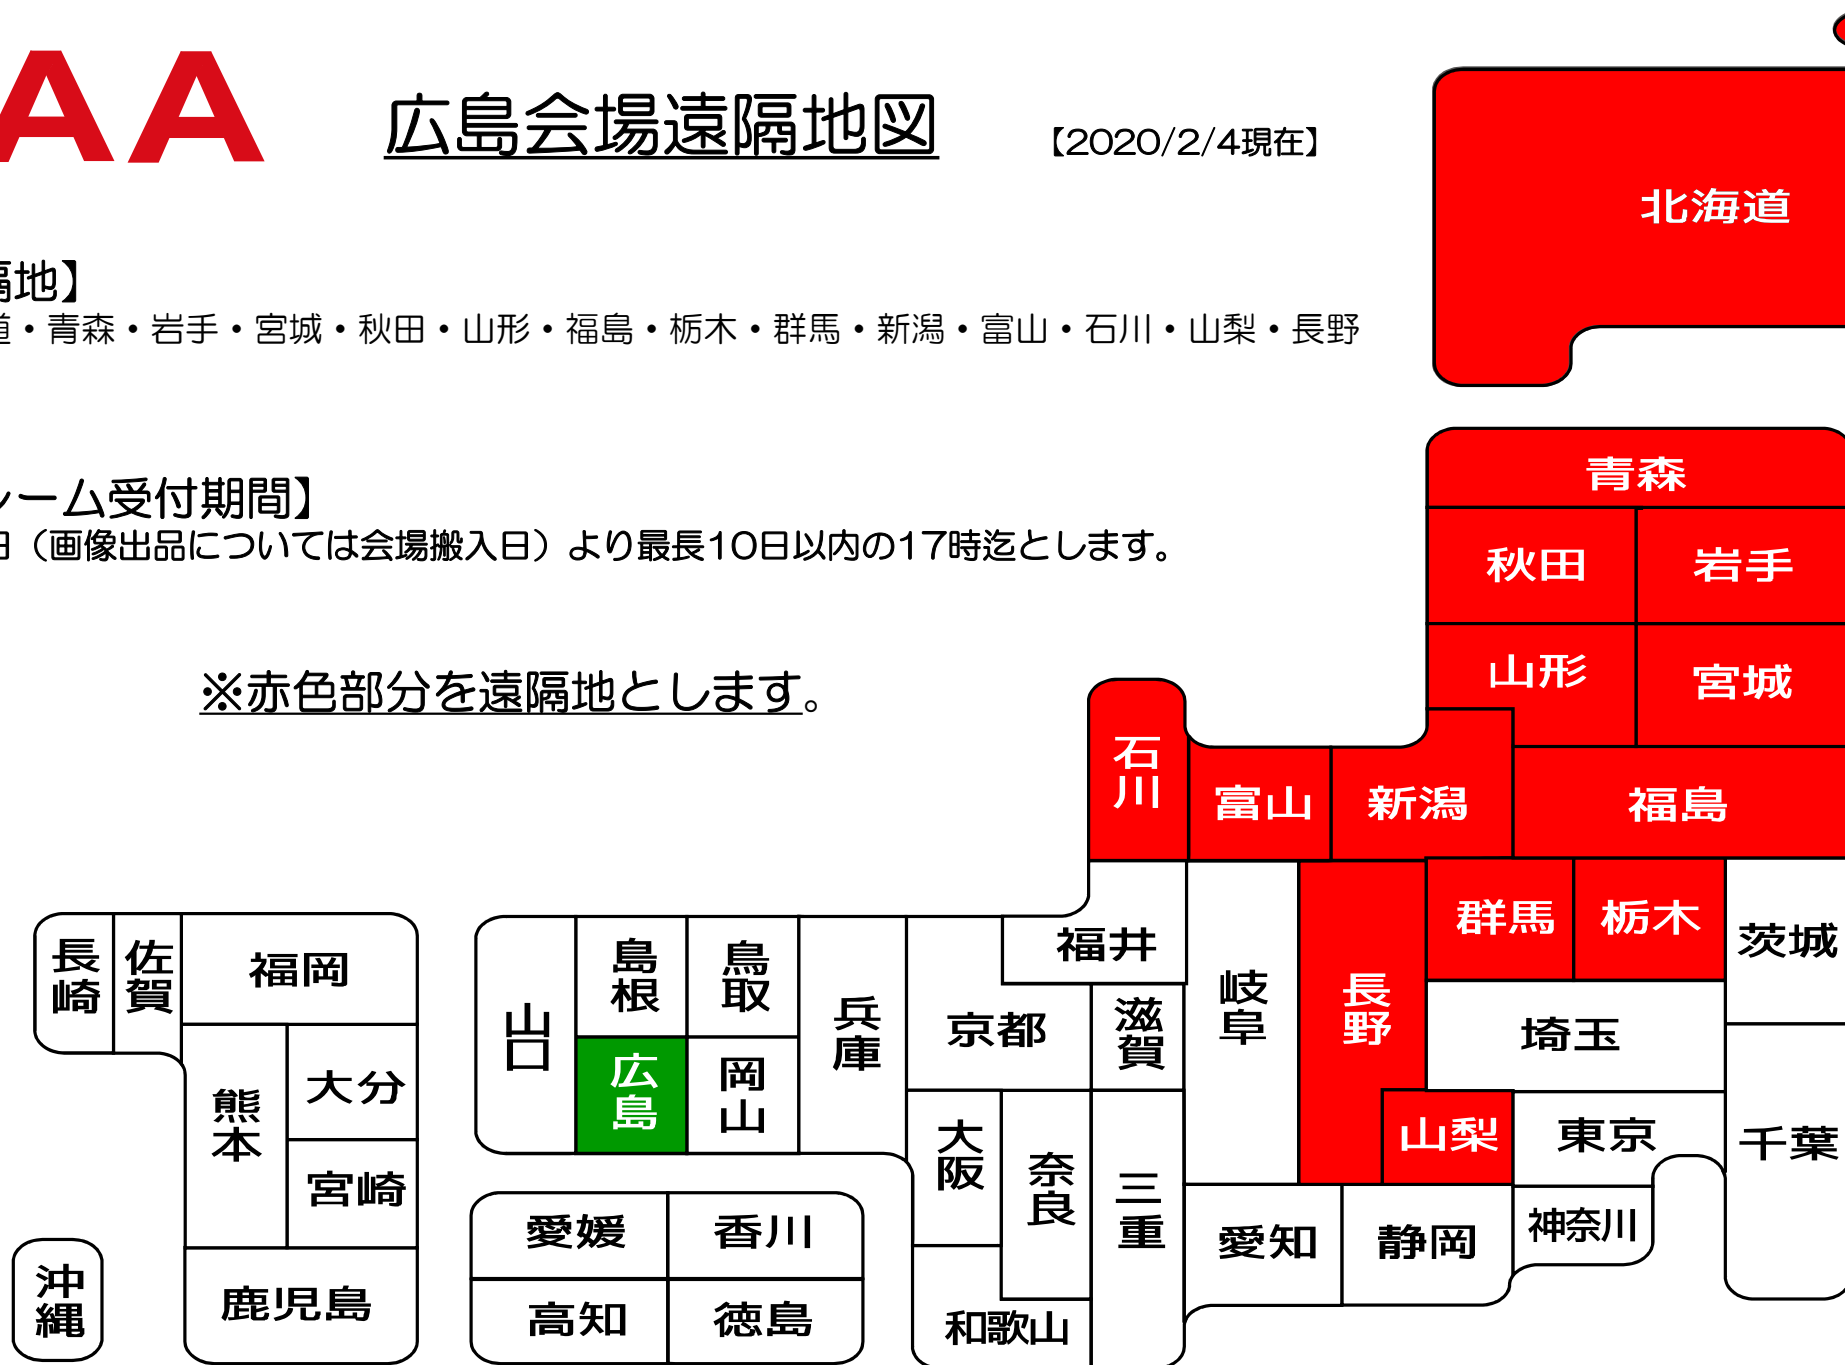 AA
広島会場遠隔地図
【2020/2/4現在】
北海道
隔地】
道・青森・岩手・宮城・秋田・山形・福島・栃木・群馬・新潟・富山・石川・山梨・長野
青森
レーム受付期間】
日（画像出品については会場搬入日）より最長10日以内の17時迄とします。
秋田
岩手
山形
宮城
※赤色部分を遠隔地とします。
石川
富山
新潟
福島
群馬
栃木
茨城
福井
長崎
佐賀
福岡
島根
鳥取
山口
兵庫
京都
滋賀
岐阜
長野
埼玉
広島
岡山
大分
熊本
大阪
奈良
山梨
東京
千葉
宮崎
三重
愛媛
香川
愛知
静岡
神奈川
沖縄
鹿児島
高知
徳島
和歌山